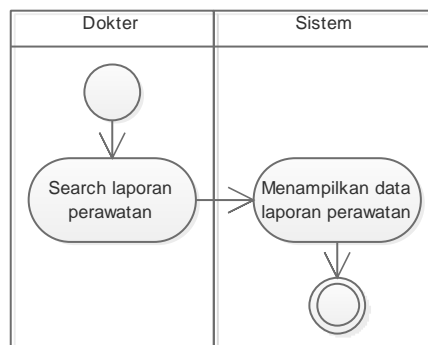 Dokter
Sistem
Search laporan
perawatan
Menampilkan data
laporan perawatan